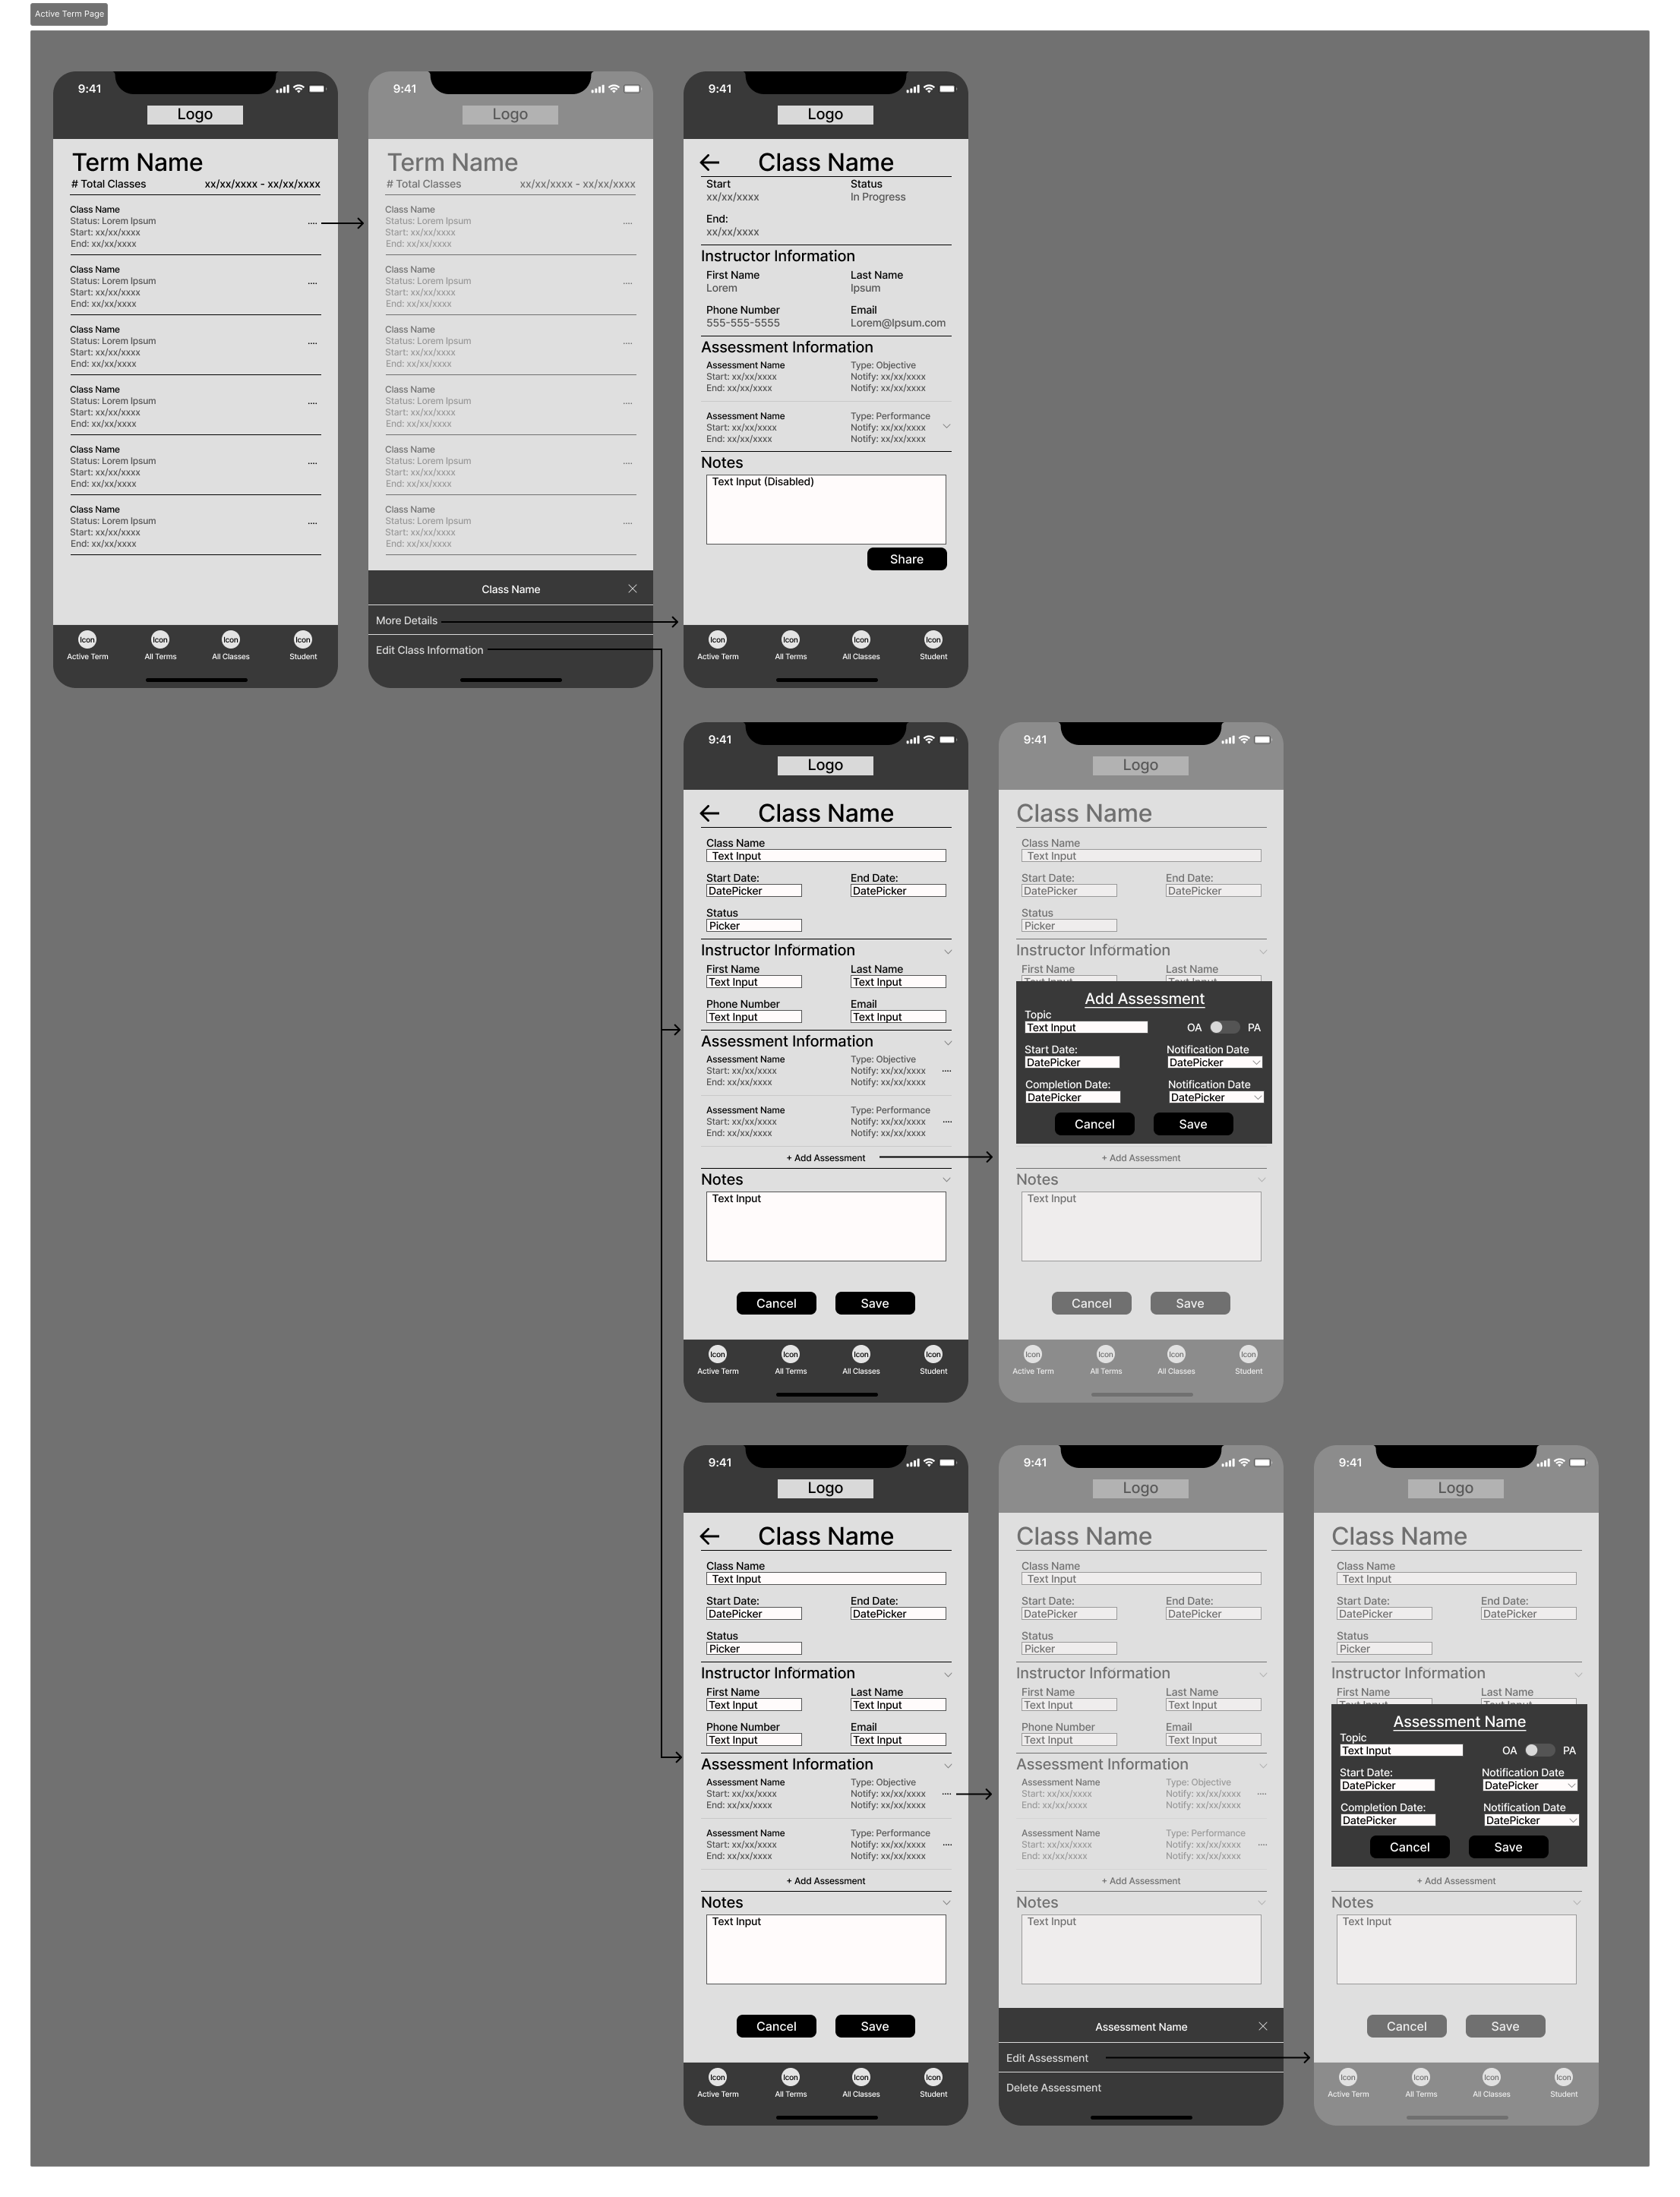 Active Term Page
9:41
Logo
Term Name
# Total Classes xx/xx/xxxx - xx/xx/xxxx
Class Name
Status: Lorem Ipsum ....
Start: xx/xx/xxxx
End: xx/xx/xxxx
Class Name
Status: Lorem Ipsum ....
Start: xx/xx/xxxx
End: xx/xx/xxxx
Class Name
Status: Lorem Ipsum ....
Start: xx/xx/xxxx
End: xx/xx/xxxx
Class Name
Status: Lorem Ipsum ....
Start: xx/xx/xxxx
End: xx/xx/xxxx
Class Name
Status: Lorem Ipsum ....
Start: xx/xx/xxxx
End: xx/xx/xxxx
Class Name
Status: Lorem Ipsum ....
Start: xx/xx/xxxx
End: xx/xx/xxxx
Icon Icon Icon Icon
Active Term All Terms All Classes Student
9:41
Logo
Term Name
# Total Classes xx/xx/xxxx - xx/xx/xxxx
Class Name
Status: Lorem Ipsum ....
Start: xx/xx/xxxx
End: xx/xx/xxxx
Class Name
Status: Lorem Ipsum ....
Start: xx/xx/xxxx
End: xx/xx/xxxx
Class Name
Status: Lorem Ipsum ....
Start: xx/xx/xxxx
End: xx/xx/xxxx
Class Name
Status: Lorem Ipsum ....
Start: xx/xx/xxxx
End: xx/xx/xxxx
Class Name
Status: Lorem Ipsum ....
Start: xx/xx/xxxx
End: xx/xx/xxxx
Class Name
Status: Lorem Ipsum ....
Start: xx/xx/xxxx
End: xx/xx/xxxx
Class Name
More Details
Edit Class Information
9:41
Logo
Class Name
Start Status
xx/xx/xxxx In Progress
End:
xx/xx/xxxx
Instructor Information
First Name Last Name
Lorem Ipsum
Phone Number Email
555-555-5555 Lorem@Ipsum.com
Assessment Information
Assessment Name Type: Objective
Start: xx/xx/xxxx Notify: xx/xx/xxxx
End: xx/xx/xxxx Notify: xx/xx/xxxx
Assessment Name Type: Performance
Start: xx/xx/xxxx Notify: xx/xx/xxxx
End: xx/xx/xxxx Notify: xx/xx/xxxx
Notes
Text Input (Disabled)
Share
Icon Icon Icon Icon
Active Term All Terms All Classes Student
9:41
Logo
Class Name
Class Name
Text Input
Start Date: End Date:
DatePicker DatePicker
Status
Picker
Instructor Information
First Name Last Name
Text Input Text Input
Phone Number Email
Text Input Text Input
Assessment Information
Assessment Name Type: Objective
Start: xx/xx/xxxx Notify: xx/xx/xxxx ....
End: xx/xx/xxxx Notify: xx/xx/xxxx
Assessment Name Type: Performance
Start: xx/xx/xxxx Notify: xx/xx/xxxx ....
End: xx/xx/xxxx Notify: xx/xx/xxxx
+ Add Assessment
Notes
Text Input
Cancel Save
Icon Icon Icon Icon
Active Term All Terms All Classes Student
9:41
Logo
Class Name
Class Name
Text Input
Start Date: End Date:
DatePicker DatePicker
Status
Picker
Instructor Information
First Name Last Name
Text Input Text Input
Add Assessment
Topic
Text Input OA PA
Start Date: Notification Date
DatePicker DatePicker
Completion Date: Notification Date
DatePicker DatePicker
Cancel Save
+ Add Assessment
Notes
Text Input
Cancel Save
Icon Icon Icon Icon
Active Term All Terms All Classes Student
9:41
Logo
Class Name
Class Name
Text Input
Start Date: End Date:
DatePicker DatePicker
Status
Picker
Instructor Information
First Name Last Name
Text Input Text Input
Phone Number Email
Text Input Text Input
Assessment Information
Assessment Name Type: Objective
Start: xx/xx/xxxx Notify: xx/xx/xxxx ....
End: xx/xx/xxxx Notify: xx/xx/xxxx
Assessment Name Type: Performance
Start: xx/xx/xxxx Notify: xx/xx/xxxx ....
End: xx/xx/xxxx Notify: xx/xx/xxxx
+ Add Assessment
Notes
Text Input
Cancel Save
Icon Icon Icon Icon
Active Term All Terms All Classes Student
9:41
Logo
Class Name
Class Name
Text Input
Start Date: End Date:
DatePicker DatePicker
Status
Picker
Instructor Information
First Name Last Name
Text Input Text Input
Phone Number Email
Text Input Text Input
Assessment Information
Assessment Name Type: Objective
Start: xx/xx/xxxx Notify: xx/xx/xxxx ....
End: xx/xx/xxxx Notify: xx/xx/xxxx
Assessment Name Type: Performance
Start: xx/xx/xxxx Notify: xx/xx/xxxx ....
End: xx/xx/xxxx Notify: xx/xx/xxxx
+ Add Assessment
Notes
Text Input
Assessment Name
Edit Assessment
Delete Assessment
9:41
Logo
Class Name
Class Name
Text Input
Start Date: End Date:
DatePicker DatePicker
Status
Picker
Instructor Information
First Name Last Name
Text Input Text Input
Assessment Name
Topic
Text Input OA PA
Start Date: Notification Date
DatePicker DatePicker
Completion Date: Notification Date
DatePicker DatePicker
Cancel Save
+ Add Assessment
Notes
Text Input
Cancel Save
Icon Icon Icon Icon
Active Term All Terms All Classes Student